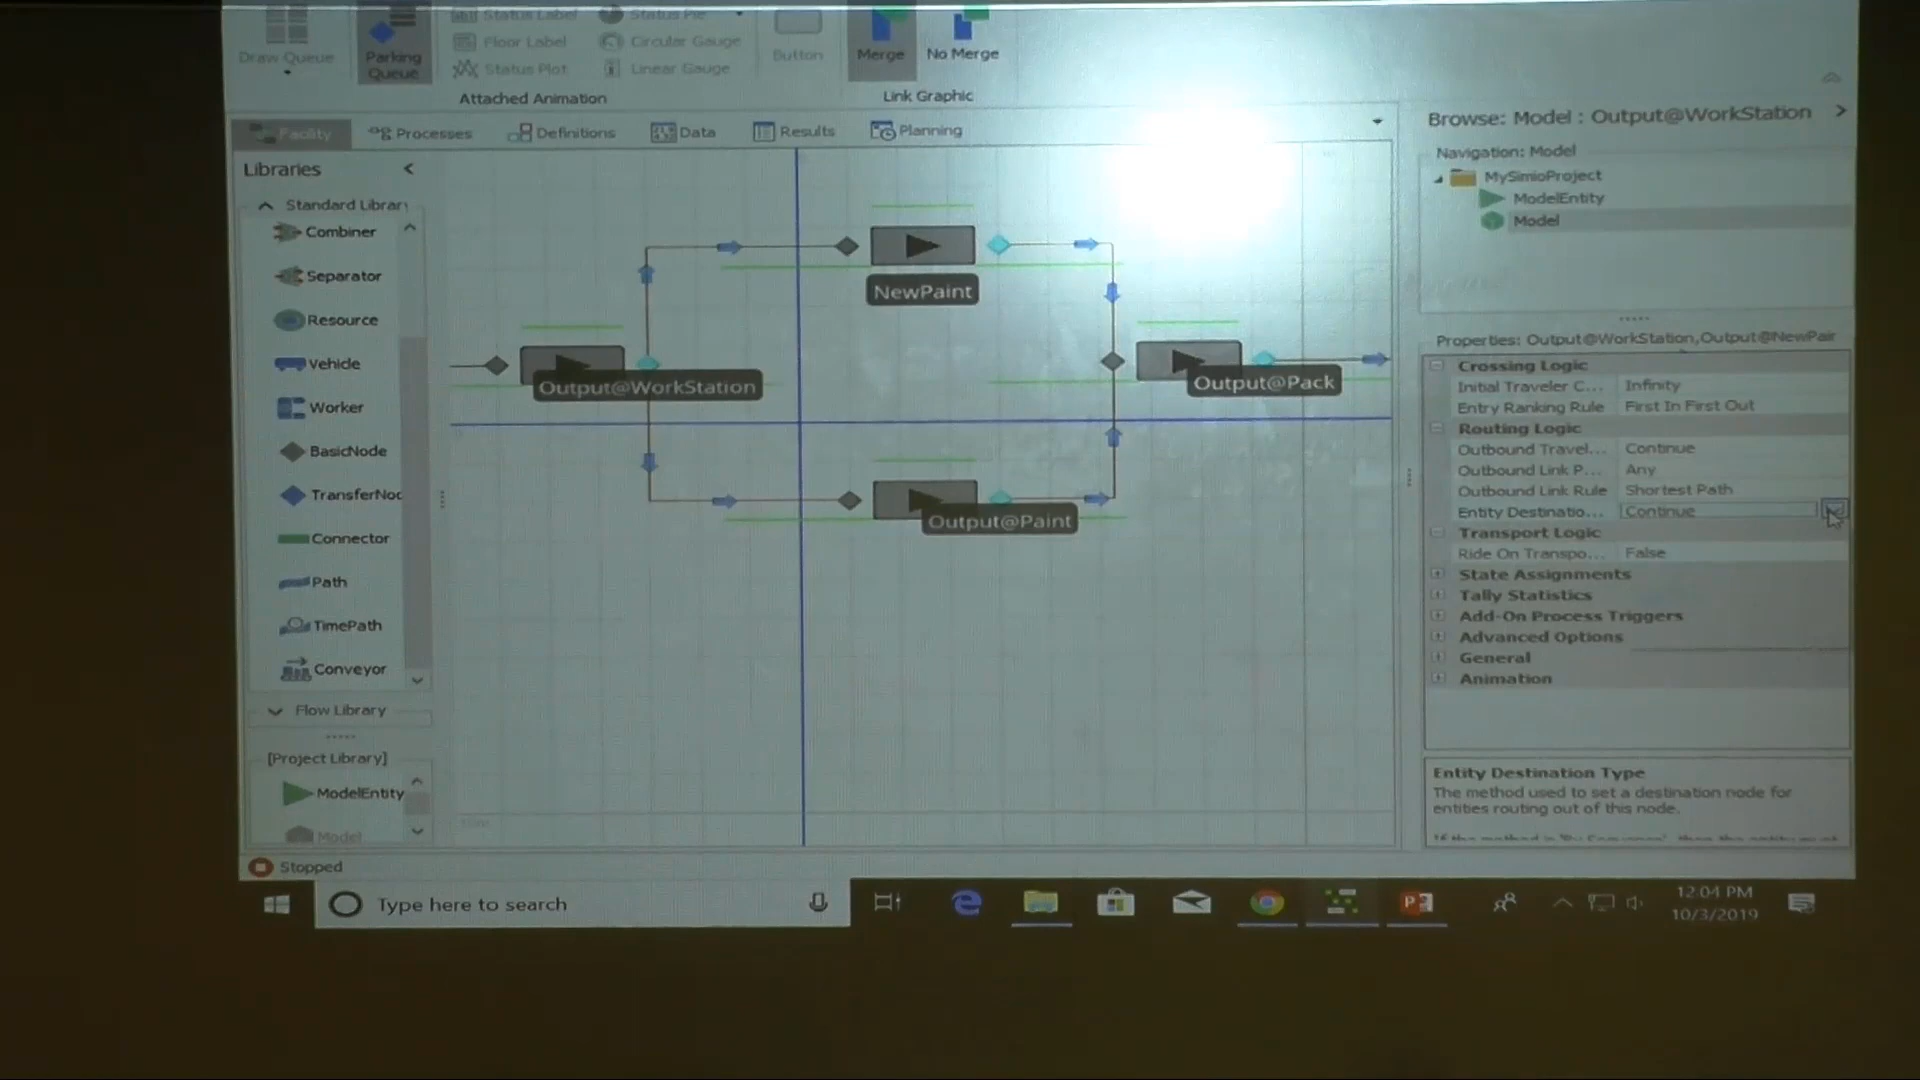 Status Label
Status Pie
Draw Queue
Parking
Queue
Floor Label
Circular Gauge
Button
Merge
No Merge
Status Plot
Linear Gauge
Attached Animation
Link Graphic
Facility
Processes
Definitions
Data
Results
Planning
Browse: Model : Output@WorkStation
Libraries
Standard Librar
Combiner
Separator
Resource
Vehicle
Worker
BasicNode
TransferNod
Connector
Path
TimePath
Conveyor
Flow Library
[Project Library]
ModelEntity
Model
Stopped
NewPaint
Output@WorkStation
Output@Pack
Output@Paint
Navigation: Model
MySimioProject
ModelEntity
Model
Properties: Output@WorkStation,Output@NewPair
Crossing Logic
Initial Traveler C... Infinity
Entry Ranking Rule First In First Out
Routing Logic
Outbound Travel... Continue
Outbound Link P... Any
Outbound Link Rule Shortest Path
Entity Destinatio... Continue
Transport Logic
Ride On Transpo... False
State Assignments
Tally Statistics
Add-On Process Triggers
Advanced Options
General
Animation
Entity Destination Type
The method used to set a destination node for
entities routing out of this node.
Type here to search
12:04 PM
10/3/2019